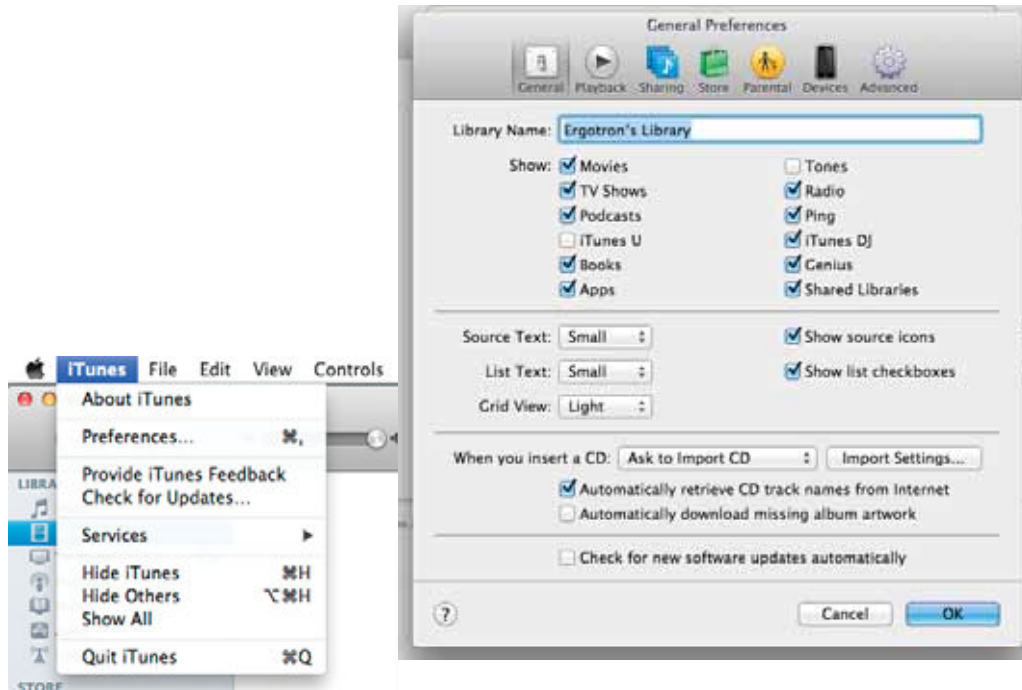 iTunes File Edit View Controls
About iTunes
Preferences... ⌘,
Provide iTunes Feedback
Check for Updates...
Services
Hide iTunes ⌘H
Hide Others ⌥⌘H
Show All
Quit iTunes ⌘Q
LIBRA
STORE
General Preferences
General Playback Sharing Store Parental Devices Advanced
Library Name: Ergotron's Library
Show: Movies Tones
TV Shows Radio
Podcasts Ping
iTunes U iTunes DJ
Books Genius
Apps Shared Libraries
Source Text: Small Show source icons
List Text: Small Show list checkboxes
Grid View: Light
When you insert a CD: Ask to Import CD Import Settings...
Automatically retrieve CD track names from Internet
Automatically download missing album artwork
Check for new software updates automatically
? Cancel OK